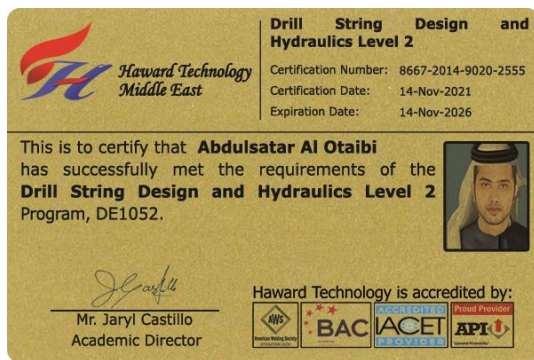 Haward Technology
Middle East
Drill String Design and
Hydraulics Level 2
Certification Number: 8667-2014-9020-2555
Certification Date: 14-Nov-2021
Expiration Date: 14-Nov-2026
This is to certify that Abdulsatar Al Otaibi
has successfully met the requirements of the
Drill String Design and Hydraulics Level 2
Program, DE1052.
Mr. Jaryl Castillo
Academic Director
Haward Technology is accredited by:
AWS
American Welding Society
BAC
ACCREDITED
IACET
PROVIDER
Proud Provider
API